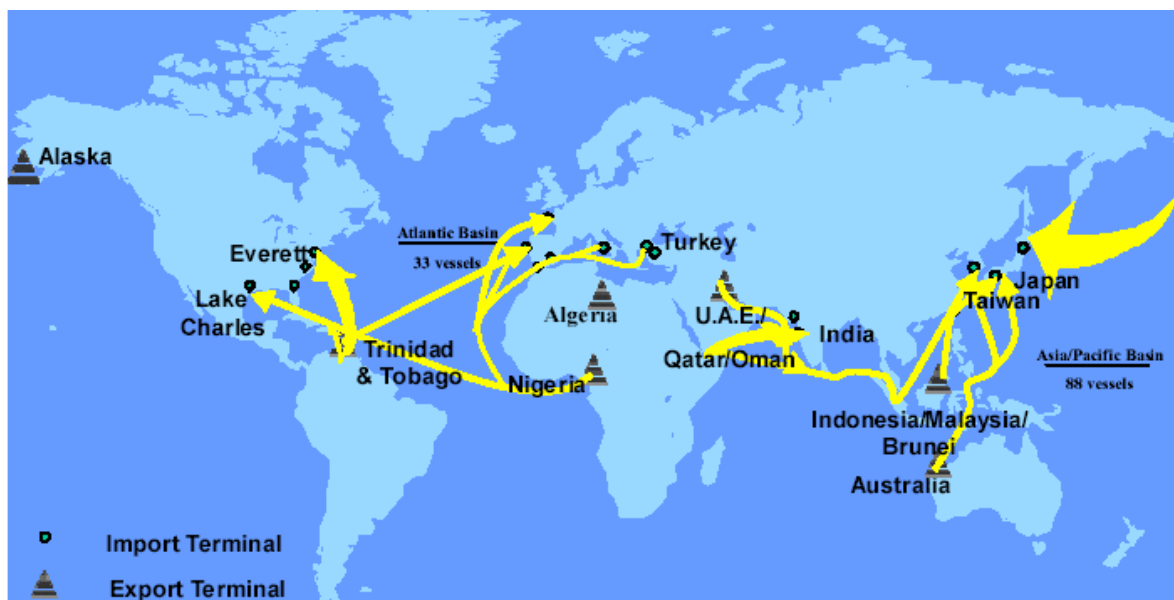 Alaska
Atlantic Basin
33 vessels
Everett
Turkey
Lake
Charles
Algeria
U.A.E./
Japan
Taiwan
India
Trinidad
& Tobago
Nigeria
Qatar/Oman
Asia/Pacific Basin
88 vessels
Indonesia/Malaysia/
Brunei
Australia
Import Terminal
Export Terminal